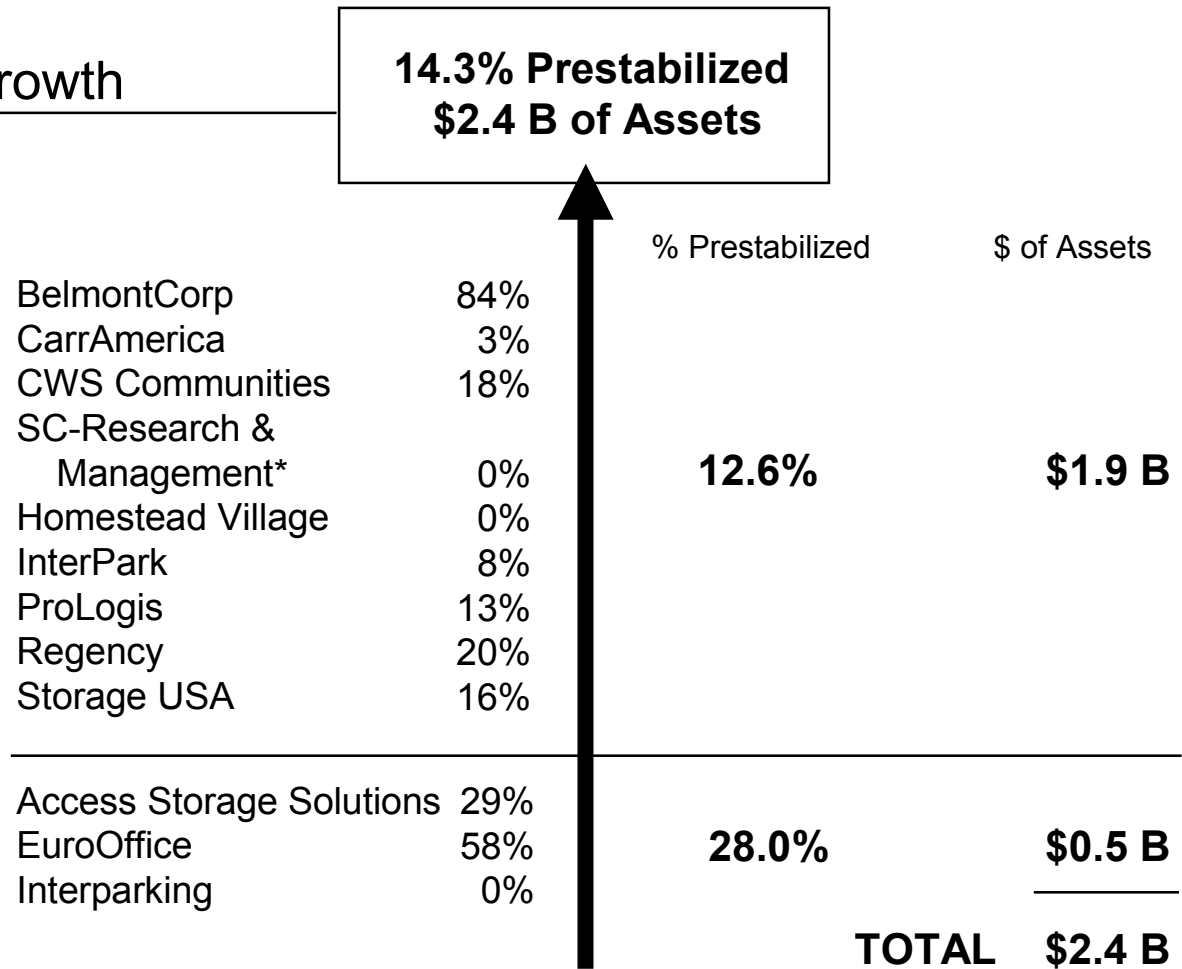 rowth
14.3% Prestabilized
$2.4 B of Assets
% Prestabilized $ of Assets
BelmontCorp 84%
CarrAmerica 3%
CWS Communities 18%
SC-Research &
Management* 0% 12.6% $1.9 B
Homestead Village 0%
InterPark 8%
ProLogis 13%
Regency 20%
Storage USA 16%
Access Storage Solutions 29%
EuroOffice 58% 28.0% $0.5 B
Interparking 0%
TOTAL $2.4 B